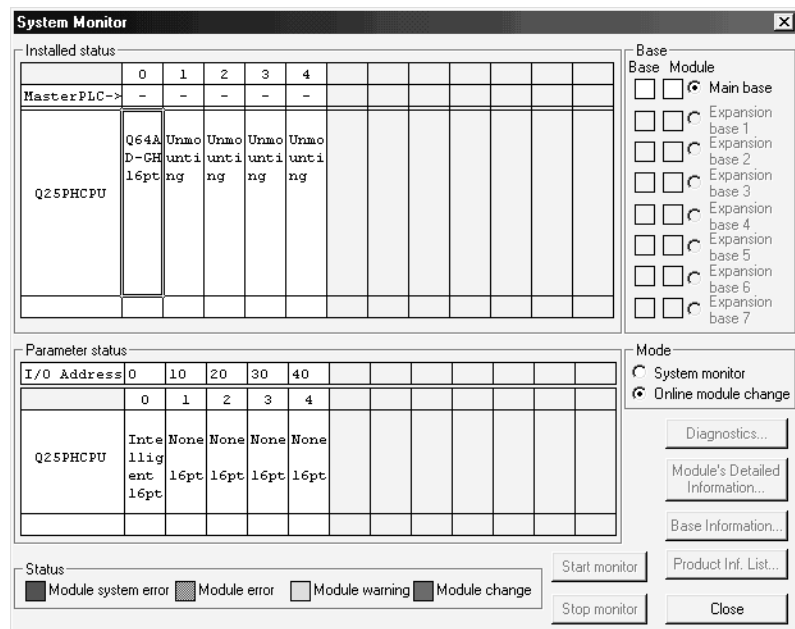 System Monitor
Installed status
0 1 2 3 4
MasterPLC-> - - - - -
Q25PHCPU
Q64A Unmo Unmo Unmo Unmo
D-GH unti unti unti unti
16pt ng ng ng ng
Base
Base Module
Main base
Expansion
base 1
Expansion
base 2
Expansion
base 3
Expansion
base 4
Expansion
base 5
Expansion
base 6
Expansion
base 7
Parameter status
I/O Address 0 10 20 30 40
0 1 2 3 4
Q25PHCPU
Inte None None None None
llig
ent 16pt 16pt 16pt 16pt
16pt
Mode
System monitor
Online module change
Diagnostics...
Module's Detailed
Information...
Base Information...
Product Inf. List...
Status
Module system error Module error Module warning Module change
Start monitor
Stop monitor
Close